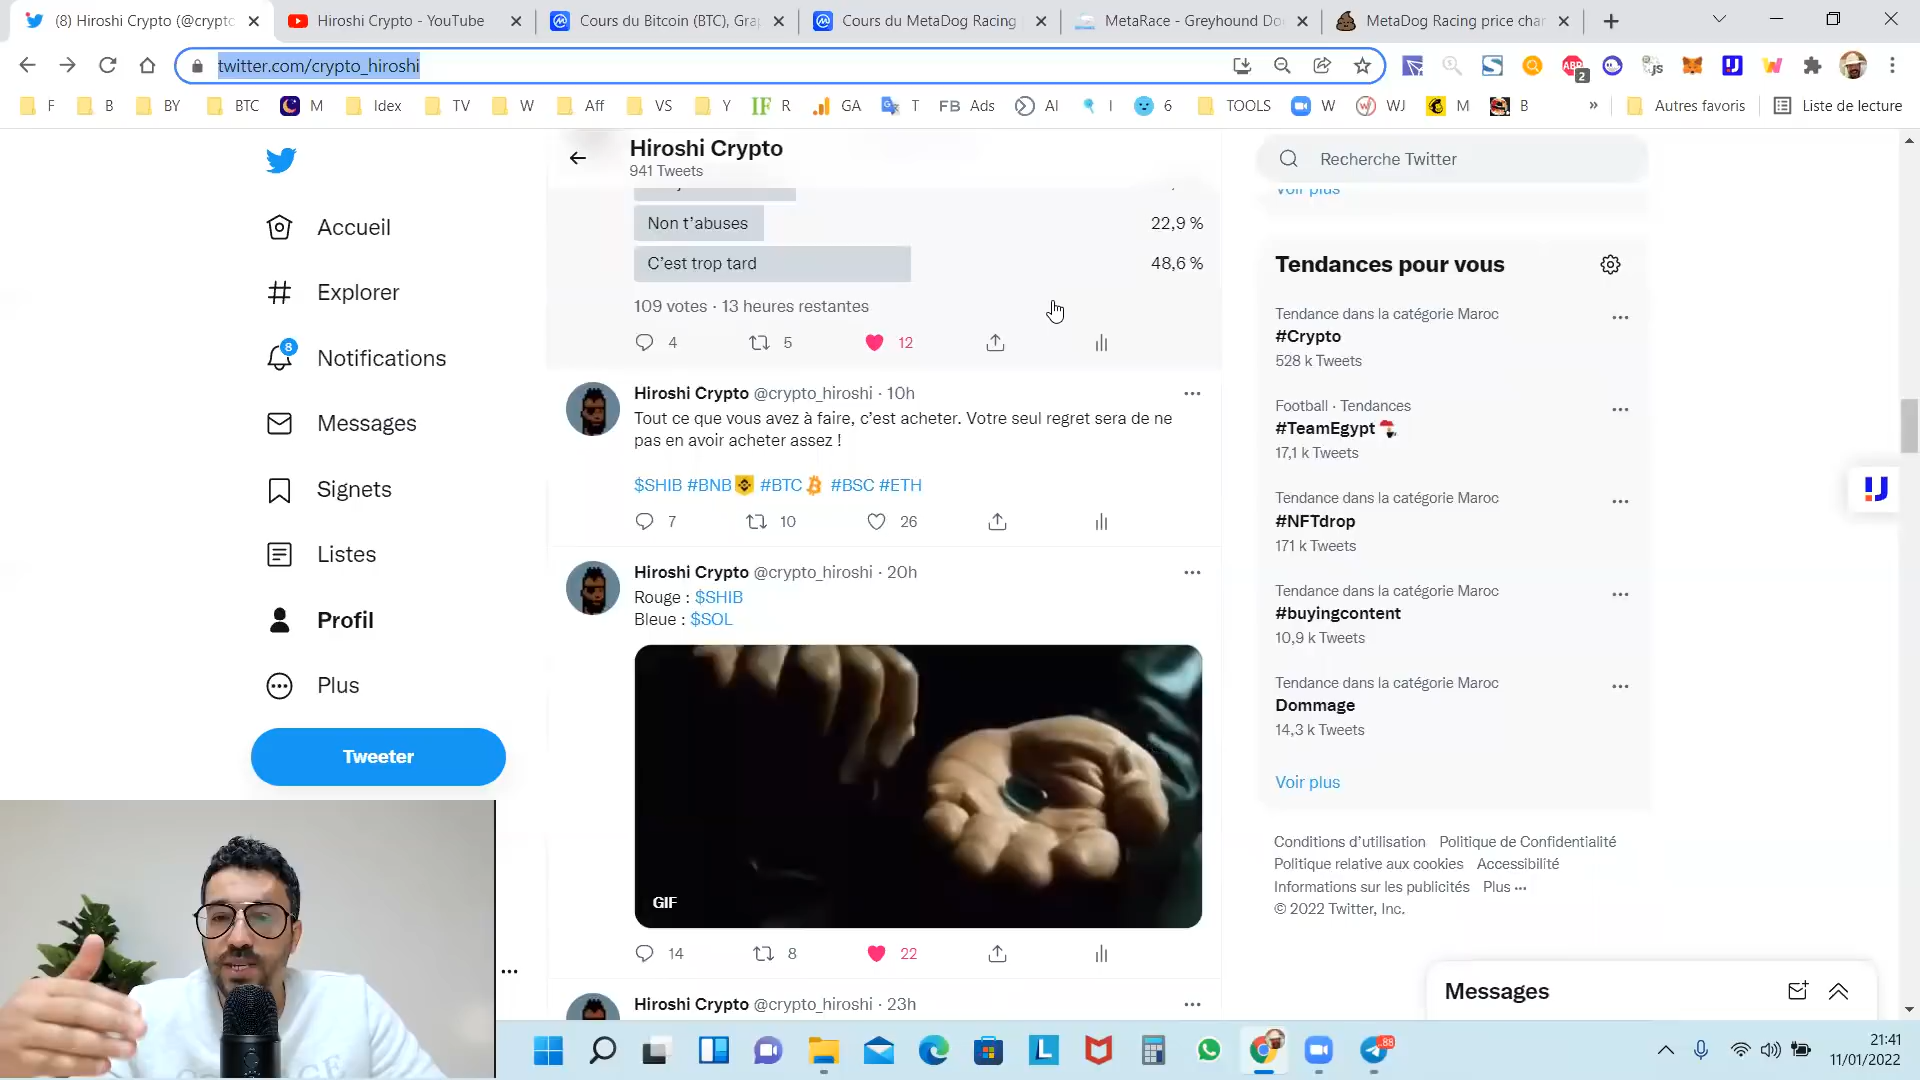 (8) Hiroshi Crypto (@crypto
Hiroshi Crypto - YouTube
Cours du Bitcoin (BTC), Gra
Cours du MetaDog Racing
MetaRace - Greyhound Do
MetaDog Racing price char
twitter.com/crypto_hiroshi
F
B
BY
BTC
M
Idex
TV
W
Aff
VS
Y
IF R
GA
T
FB Ads
AI
I
6
TOOLS
W
WJ
M
B
»
Autres favoris
Liste de lecture
Accueil
Explorer
8
Notifications
Messages
Signets
Listes
Profil
Plus
Tweeter
Hiroshi Crypto
941 Tweets
Non t'abuses
22,9 %
C'est trop tard
48,6 %
109 votes · 13 heures restantes
4
5
12
Hiroshi Crypto @crypto_hiroshi · 10h
Tout ce que vous avez à faire, c'est acheter. Votre seul regret sera de ne
pas en avoir acheter assez !
$SHIB #BNB #BTC #BSC #ETH
7
10
26
Hiroshi Crypto @crypto_hiroshi · 20h
Rouge : $SHIB
Bleue : $SOL
GIF
14
8
22
Hiroshi Crypto @crypto_hiroshi · 23h
Recherche Twitter
Voir plus
Tendances pour vous
Tendance dans la catégorie Maroc
#Crypto
528 k Tweets
Football · Tendances
#TeamEgypt
17,1 k Tweets
Tendance dans la catégorie Maroc
#NFTdrop
171 k Tweets
Tendance dans la catégorie Maroc
#buyingcontent
10,9 k Tweets
Tendance dans la catégorie Maroc
Dommage
14,3 k Tweets
Voir plus
Conditions d'utilisation Politique de Confidentialité
Politique relative aux cookies Accessibilité
Informations sur les publicités Plus ···
© 2022 Twitter, Inc.
Messages
88
21:41
11/01/2022